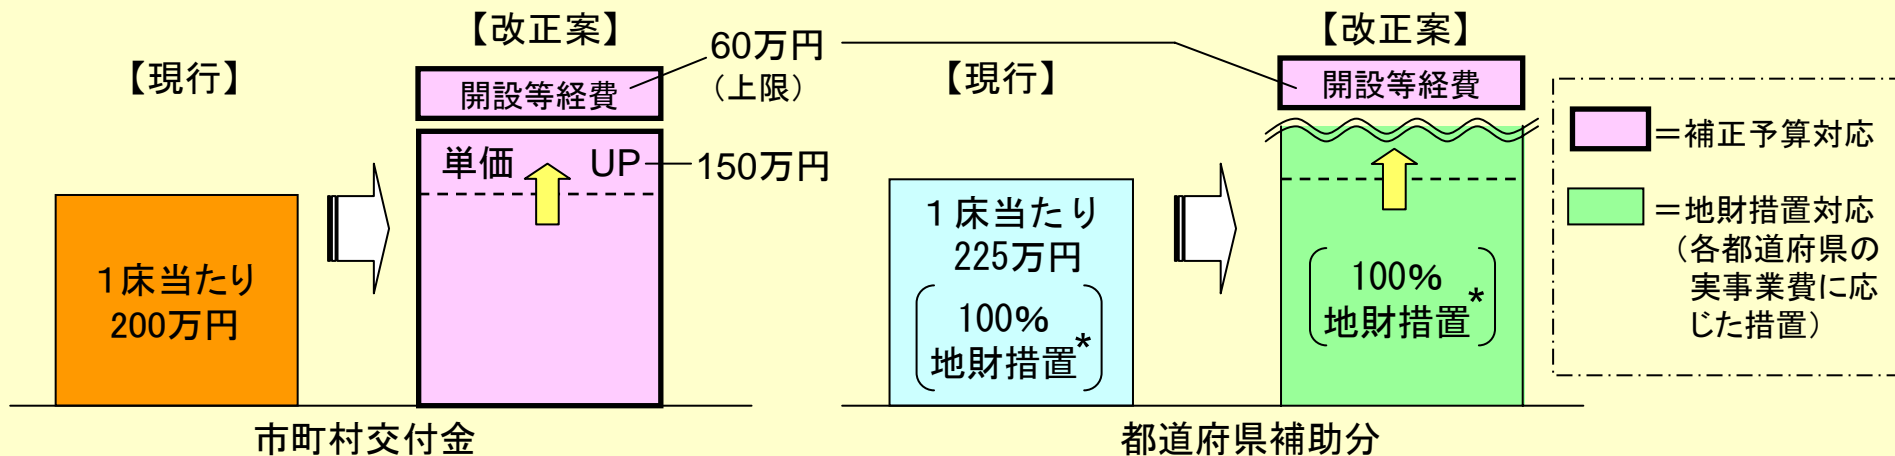 【現行】
1床当たり
200万円
【改正案】
開設等経費
60万円
（上限）
単価 UP
150万円
市町村交付金
【現行】
1床当たり
225万円
100%
地財措置*
【改正案】
開設等経費
100%
地財措置*
都道府県補助分
＝補正予算対応
＝地財措置対応
（各都道府県の
実事業費に応
じた措置）